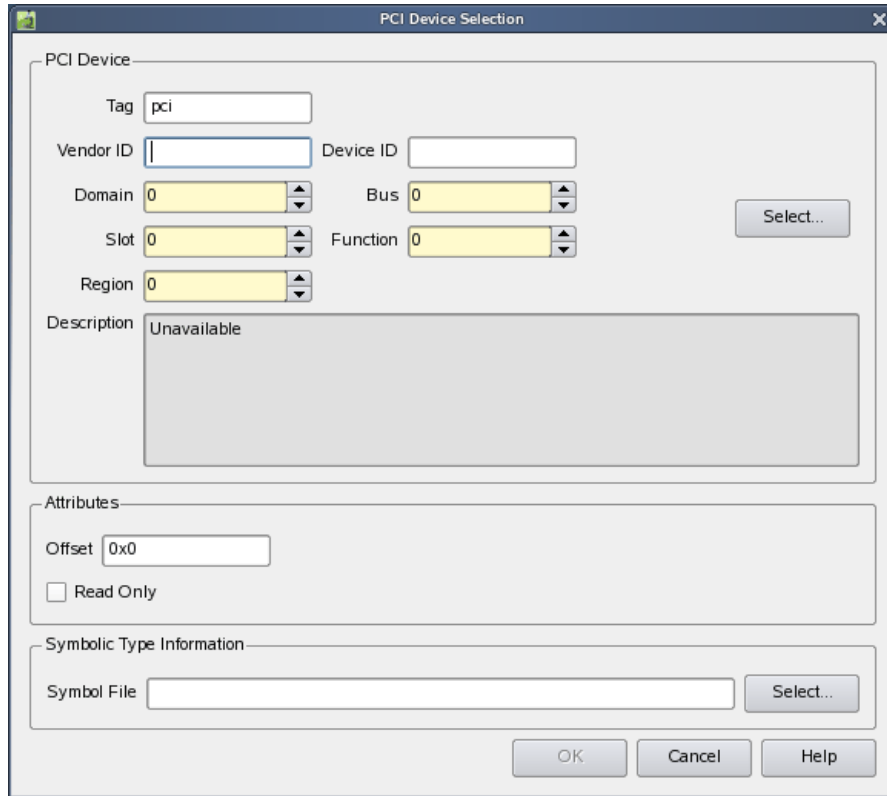 PCI Device Selection
PCI Device
Tag pci
Vendor ID Device ID
Domain 0 Bus 0
Select...
Slot 0 Function 0
Region 0
Description Unavailable
Attributes
Offset 0x0
Read Only
Symbolic Type Information
Symbol File Select...
OK Cancel Help